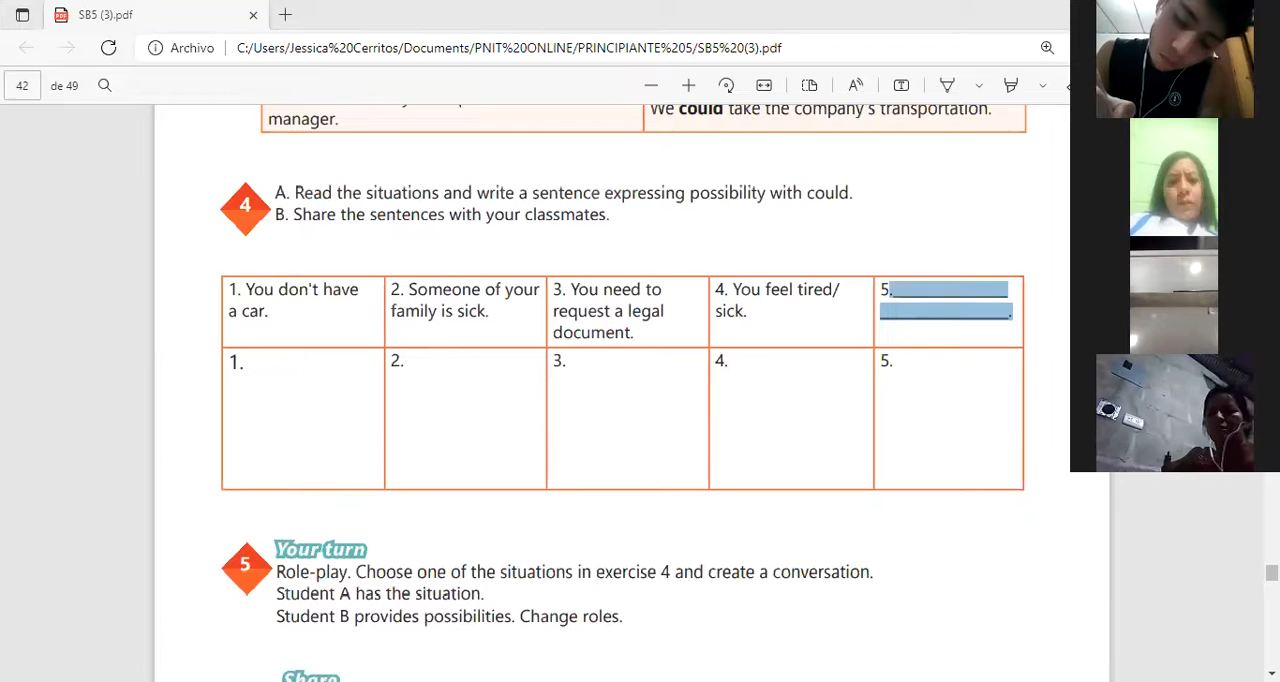 SB5 (3).pdf
Archivo
C:/Users/Jessica%20Cerritos/Documents/PNIT%20ONLINE/PRINCIPIANTE%205/SB5%20(3).pdf
42 de 49
manager.
We could take the company's transportation.
4
A. Read the situations and write a sentence expressing possibility with could.
B. Share the sentences with your classmates.
1. You don't have
a car.
2. Someone of your
family is sick.
3. You need to
request a legal
document.
4. You feel tired/
sick.
5.______________
________________.
1.
2.
3.
4.
5.
5
Your turn
Role-play. Choose one of the situations in exercise 4 and create a conversation.
Student A has the situation.
Student B provides possibilities. Change roles.
Share